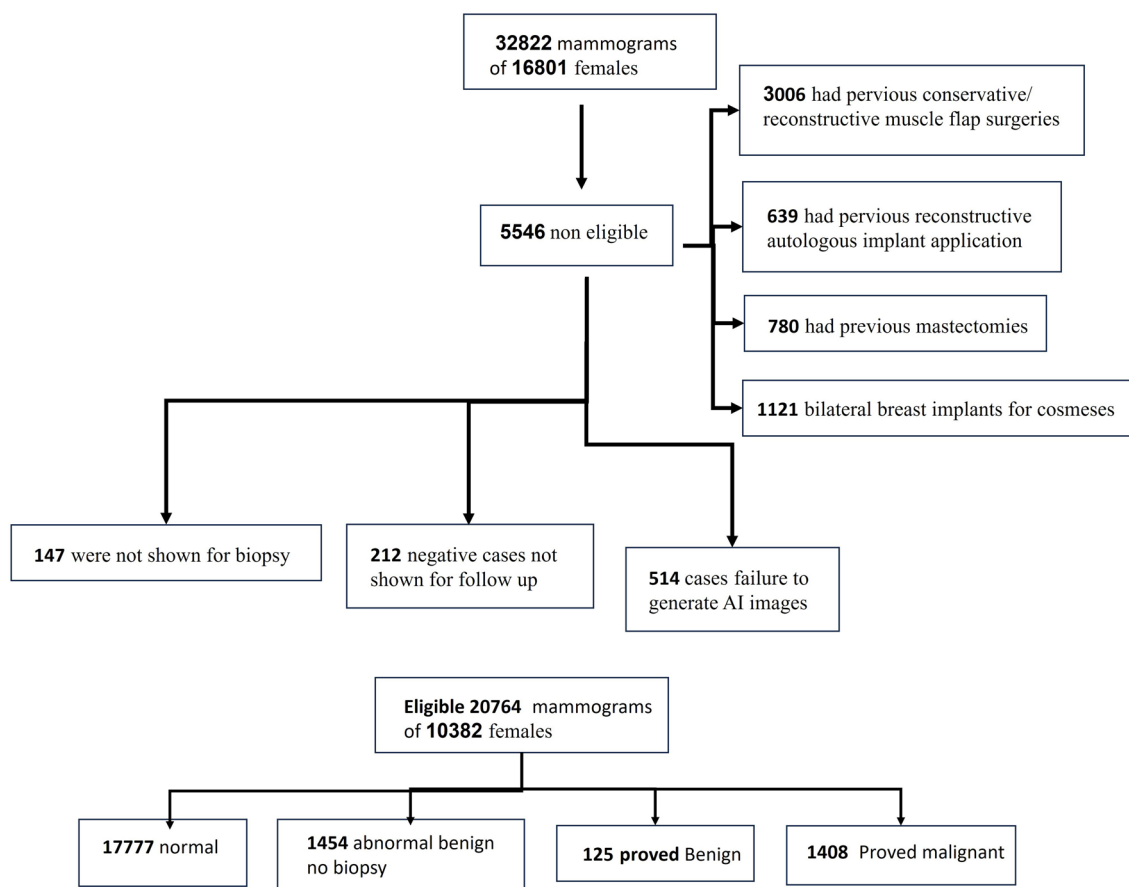 32822 mammograms
of 16801 females
3006 had pervious conservative/
reconstructive muscle flap surgeries
639 had pervious reconstructive
autologous implant application
5546 non eligible
780 had previous mastectomies
1121 bilateral breast implants for cosmeses
147 were not shown for biopsy
212 negative cases not
shown for follow up
514 cases failure to
generate AI images
Eligible 20764 mammograms
of 10382 females
17777 normal
1454 abnormal benign
no biopsy
125 proved Benign
1408 Proved malignant